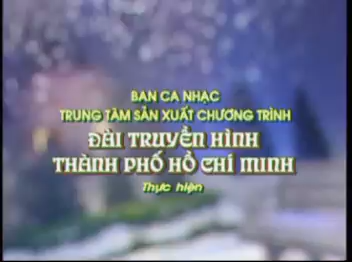 BAN CA NHẠC
TRUNG TÂM SẢN XUẤT CHƯƠNG TRÌNH
ĐÀI TRUYỀN HÌNH
THÀNH PHỐ HỒ CHÍ MINH
Thực hiện